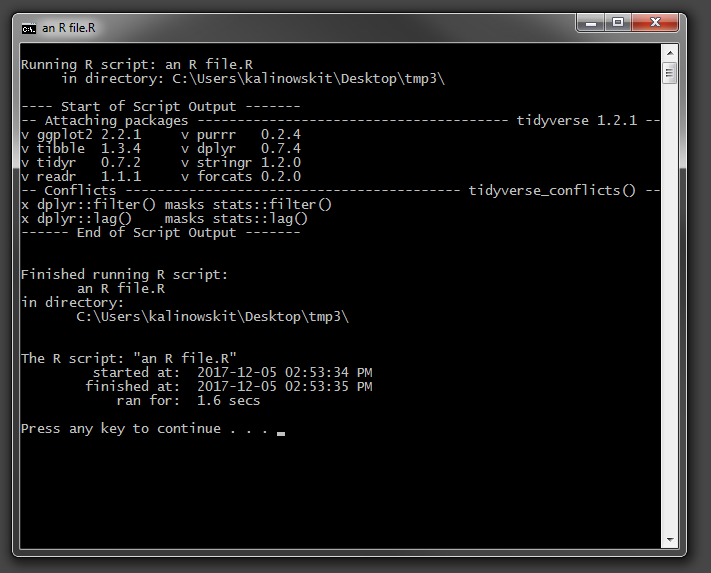 an R file.R
Running R script: an R file.R
     in directory: C:\Users\kalinowskit\Desktop\tmp3\
---- Start of Script Output -------
-- Attaching packages --------------------------------------- tidyverse 1.2.1 --
v ggplot2 2.2.1     v purrr   0.2.4
v tibble  1.3.4     v dplyr   0.7.4
v tidyr   0.7.2     v stringr 1.2.0
v readr   1.1.1     v forcats 0.2.0
-- Conflicts ------------------------------------------ tidyverse_conflicts() --
x dplyr::filter() masks stats::filter()
x dplyr::lag()    masks stats::lag()
------ End of Script Output -------
Finished running R script:
       an R file.R
in directory:
       C:\Users\kalinowskit\Desktop\tmp3\
The R script: "an R file.R"
         started at:  2017-12-05 02:53:34 PM
        finished at:  2017-12-05 02:53:35 PM
            ran for:  1.6 secs
Press any key to continue . . .